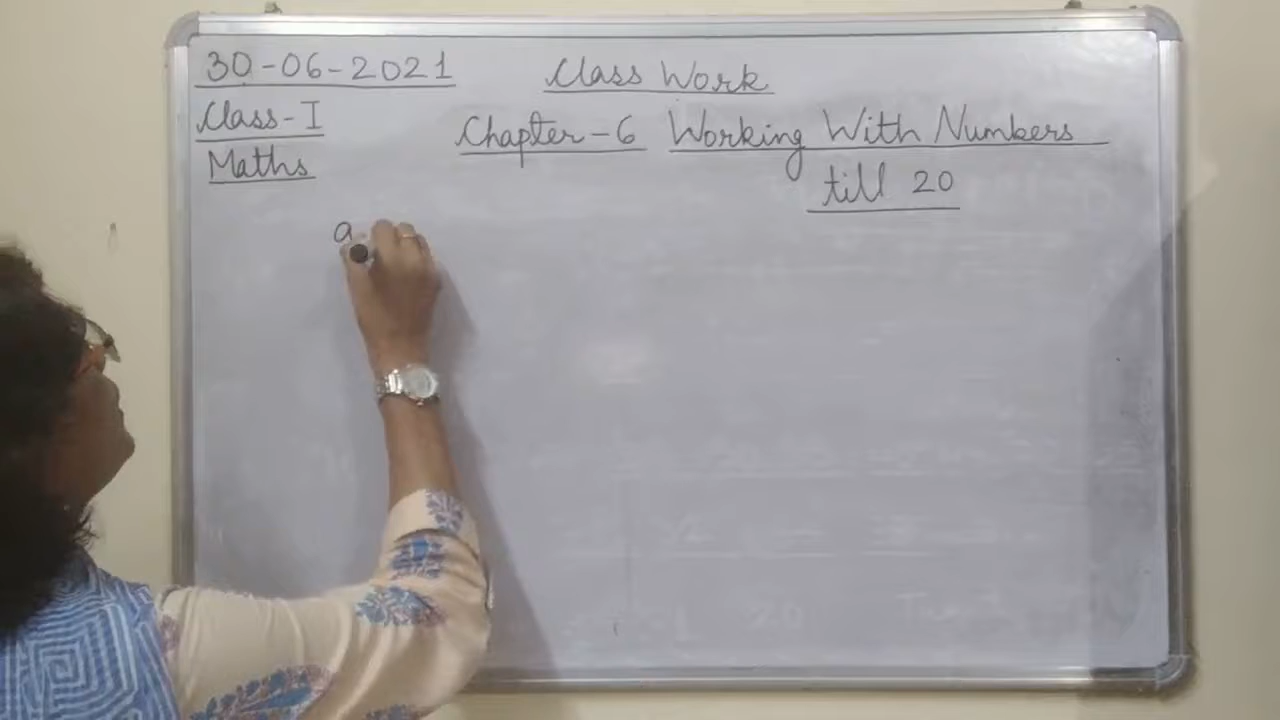 30-06-2021 Class Work
Class-I
Chapter-6 Working With Numbers
Maths
till 20
a